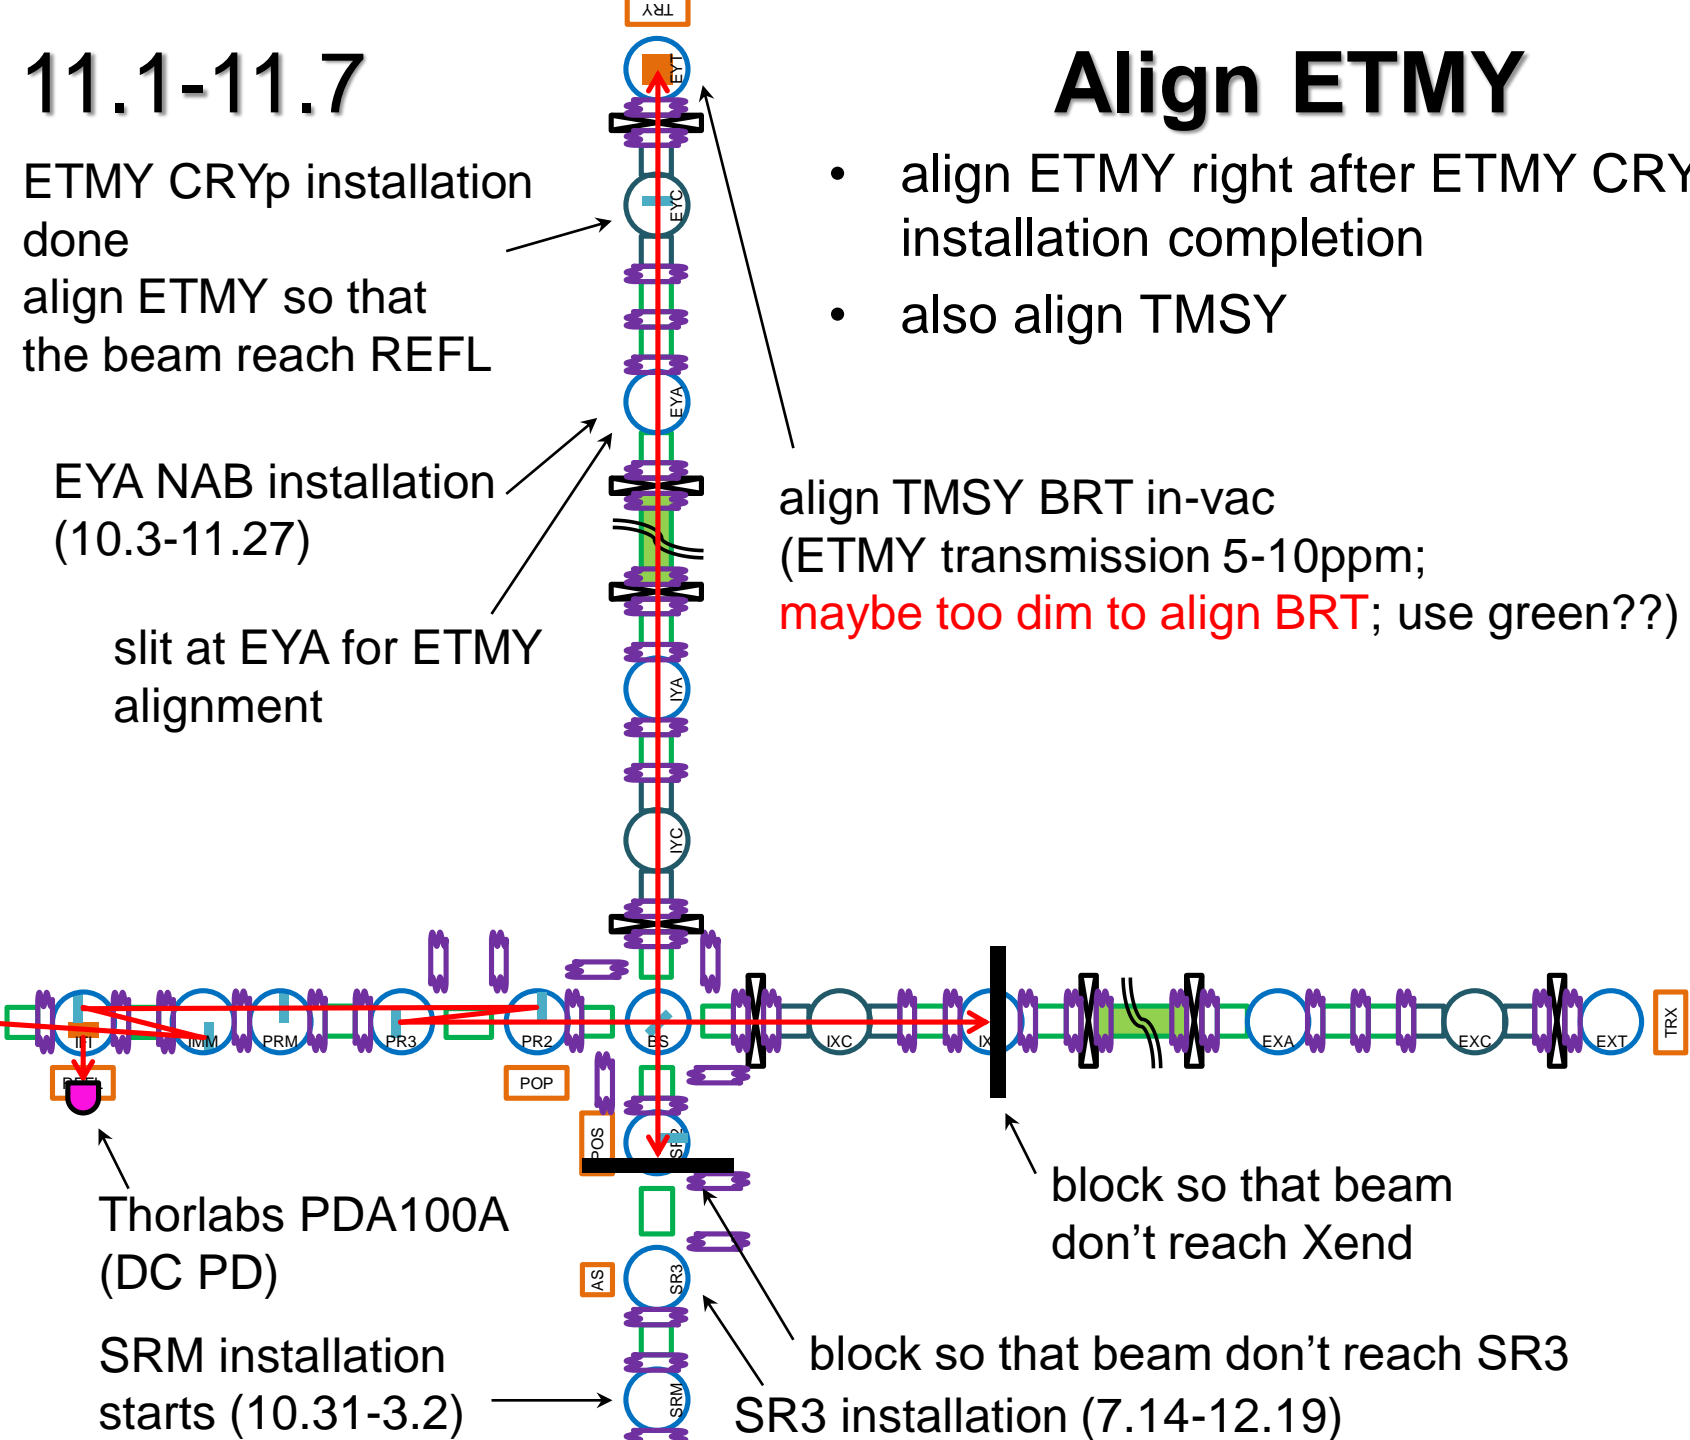 TRY
11.1-11.7
Align ETMY
EYT
ETMY CRYp installation
done
align ETMY so that
the beam reach REFL
• align ETMY right after ETMY CRY
installation completion
• also align TMSY
EYC
EYA
EYA NAB installation
(10.3-11.27)
slit at EYA for ETMY
alignment
align TMSY BRT in-vac
(ETMY transmission 5-10ppm;
maybe too dim to align BRT; use green??)
IYA
IYC
IFI
IMM
PRM
PR3
PR2
BS
IXC
EXA
EXC
EXT
TRX
POP
POS
SR2
Thorlabs PDA100A
(DC PD)
block so that beam
don’t reach Xend
AS
SR3
SRM installation
starts (10.31-3.2)
SRM
block so that beam don’t reach SR3
SR3 installation (7.14-12.19)